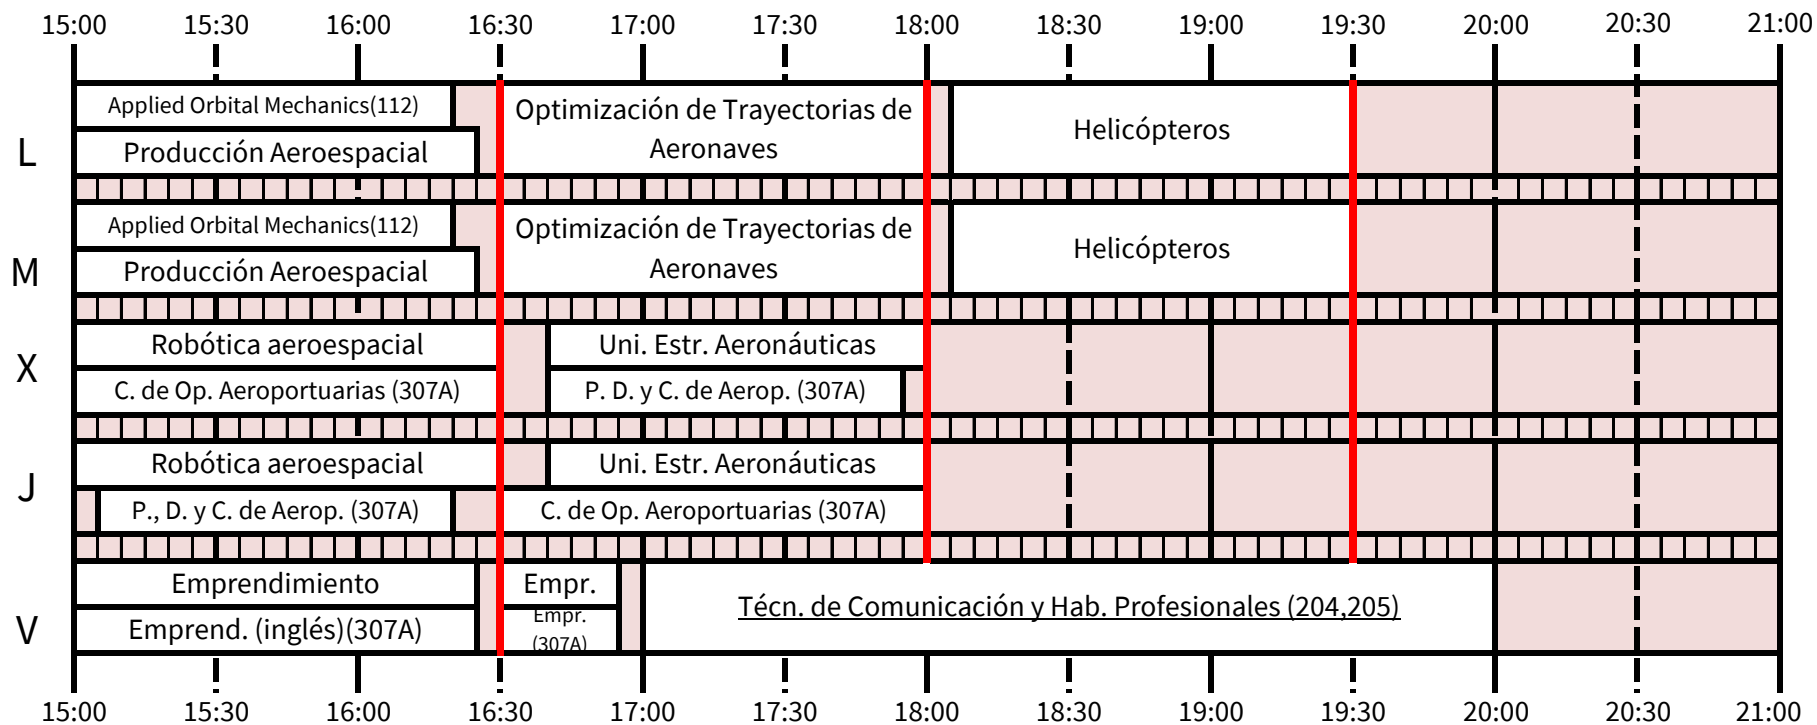 15:00 15:30 16:00 16:30 17:00 17:30 18:00 18:30 19:00 19:30 20:00 20:30 21:00
L
Applied Orbital Mechanics(112)
Producción Aeroespacial
Optimización de Trayectorias de
Aeronaves
Helicópteros
M
Applied Orbital Mechanics(112)
Producción Aeroespacial
Optimización de Trayectorias de
Aeronaves
Helicópteros
X
Robótica aeroespacial
Uni. Estr. Aeronáuticas
C. de Op. Aeroportuarias (307A)
P. D. y C. de Aerop. (307A)
J
Robótica aeroespacial
Uni. Estr. Aeronáuticas
P., D. y C. de Aerop. (307A)
C. de Op. Aeroportuarias (307A)
V
Emprendimiento
Emprend. (inglés)(307A)
Empr.
Empr.
(307A)
Técn. de Comunicación y Hab. Profesionales (204,205)
15:00 15:30 16:00 16:30 17:00 17:30 18:00 18:30 19:00 19:30 20:00 20:30 21:00